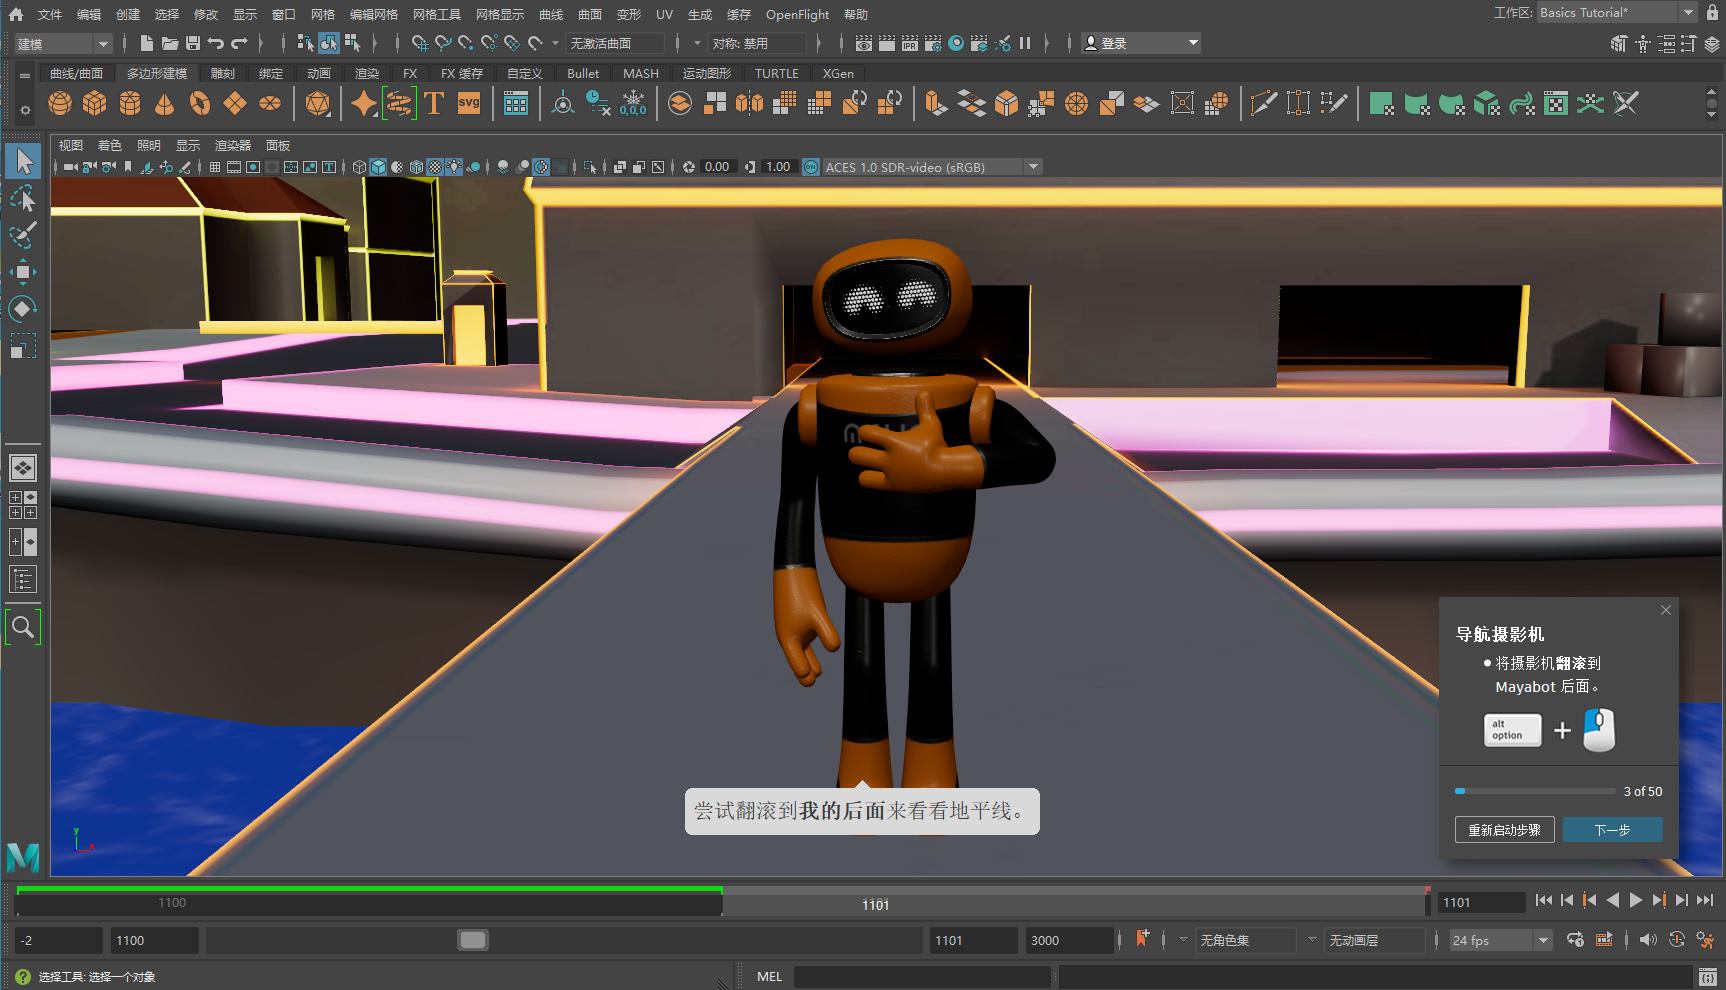 文件 编辑 创建 选择 修改 显示 窗口 网格 编辑网格 网格工具 网格显示 曲线 曲面 变形 UV 生成 缓存 OpenFlight 帮助 工作区: Basics Tutorial*
建模 无激活曲面 对称: 禁用 IPR 登录
曲线/曲面 多边形建模 雕刻 绑定 动画 渲染 FX FX 缓存 自定义 Bullet MASH 运动图形 TURTLE XGen
T SVG 0,0,0
视图 着色 照明 显示 渲染器 面板
0.00 1.00 ON ACES 1.0 SDR-video (sRGB)
导航摄影机
• 将摄影机翻滚到
Mayabot 后面。
alt
option +
3 of 50
重新启动步骤 下一步
尝试翻滚到我的后面来看看地平线。
y
x
1100 1101 1101
-2 1100 1101 3000 无角色集 无动画层 24 fps
选择工具: 选择一个对象 MEL